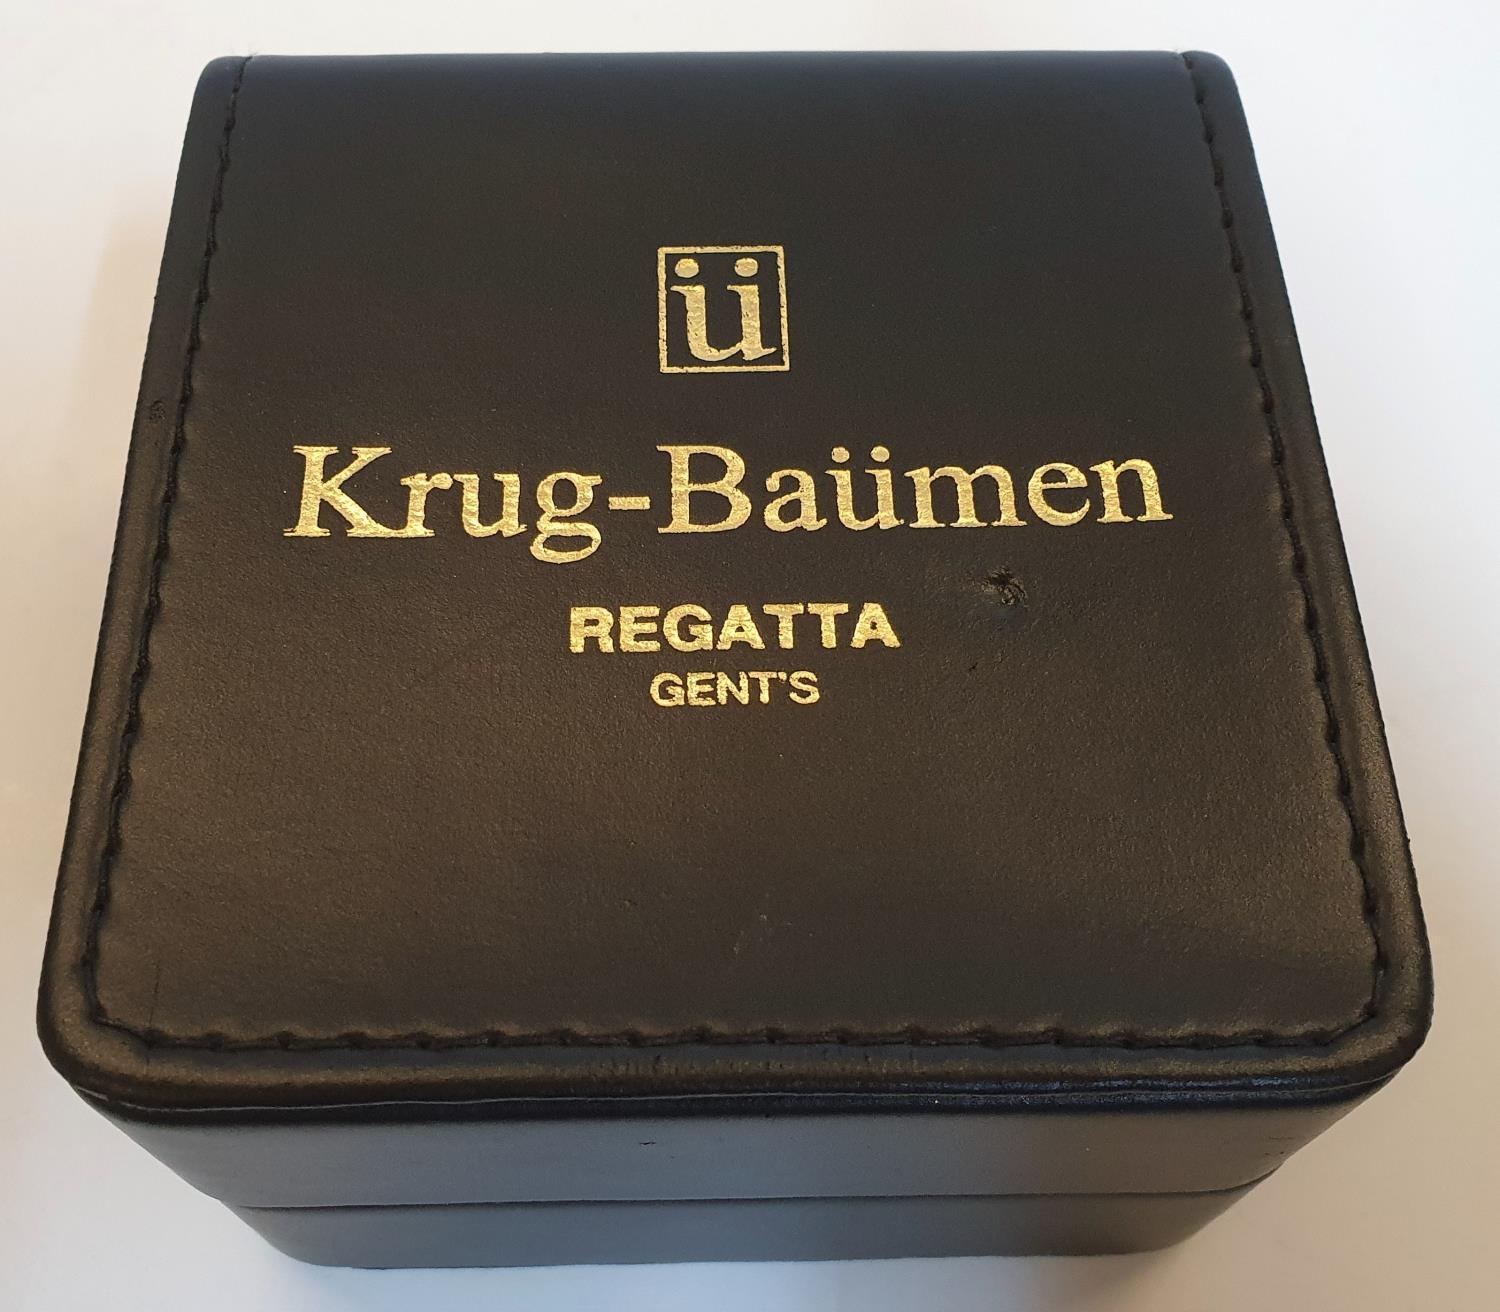 ü
Krug-Baümen
REGATTA
GENT'S